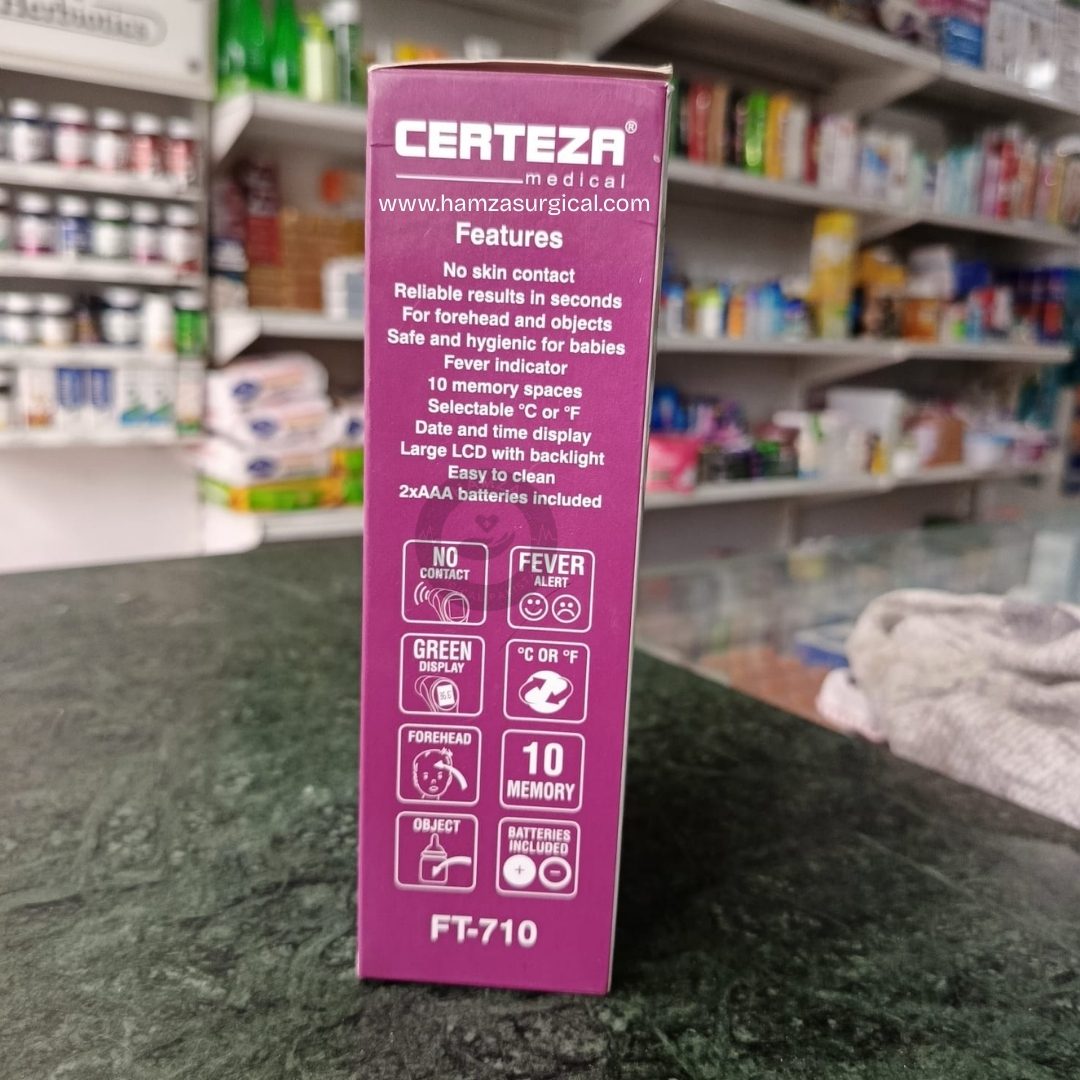 Herbiotics
CERTEZA®
medical
www.hamzasurgical.com
Features
No skin contact
Reliable results in seconds
For forehead and objects
Safe and hygienic for babies
Fever indicator
10 memory spaces
Selectable °C or °F
Date and time display
Large LCD with backlight
Easy to clean
2xAAA batteries included
NO
CONTACT
FEVER
ALERT
GREEN
DISPLAY
°C OR °F
FOREHEAD
10
MEMORY
OBJECT
BATTERIES
INCLUDED
+ −
FT-710